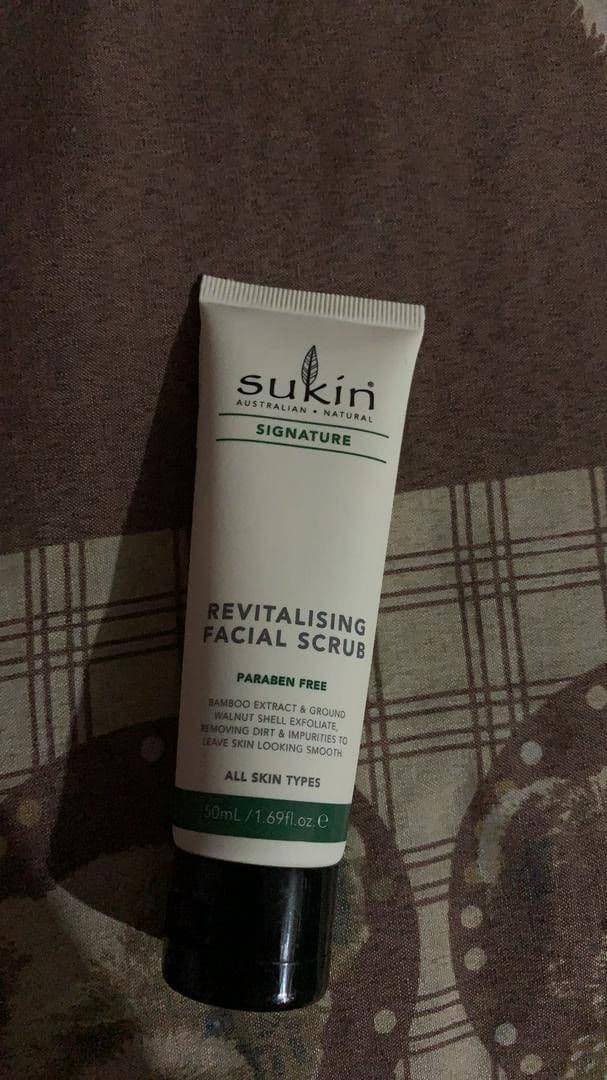 sukin®
AUSTRALIAN • NATURAL
SIGNATURE
REVITALISING
FACIAL SCRUB
PARABEN FREE
BAMBOO EXTRACT & GROUND
WALNUT SHELL EXFOLIATE,
REMOVING DIRT & IMPURITIES TO
LEAVE SKIN LOOKING SMOOTH
ALL SKIN TYPES
50mL / 1.69fl.oz. ℮